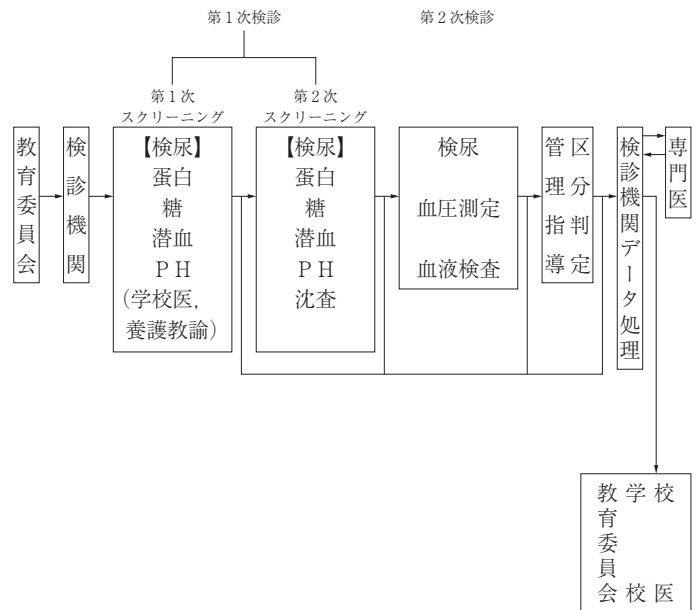 第１次検診
第２次検診
第１次
スクリーニング
第２次
スクリーニング
教育委員会
検診機関
【検尿】
蛋白
糖
潜血
ＰＨ
(学校医，
養護教諭)
【検尿】
蛋白
糖
潜血
ＰＨ
沈査
検尿
血圧測定
血液検査
区分判定
管理指導
検診機関データ処理
専門医
校医
学校
教育委員会